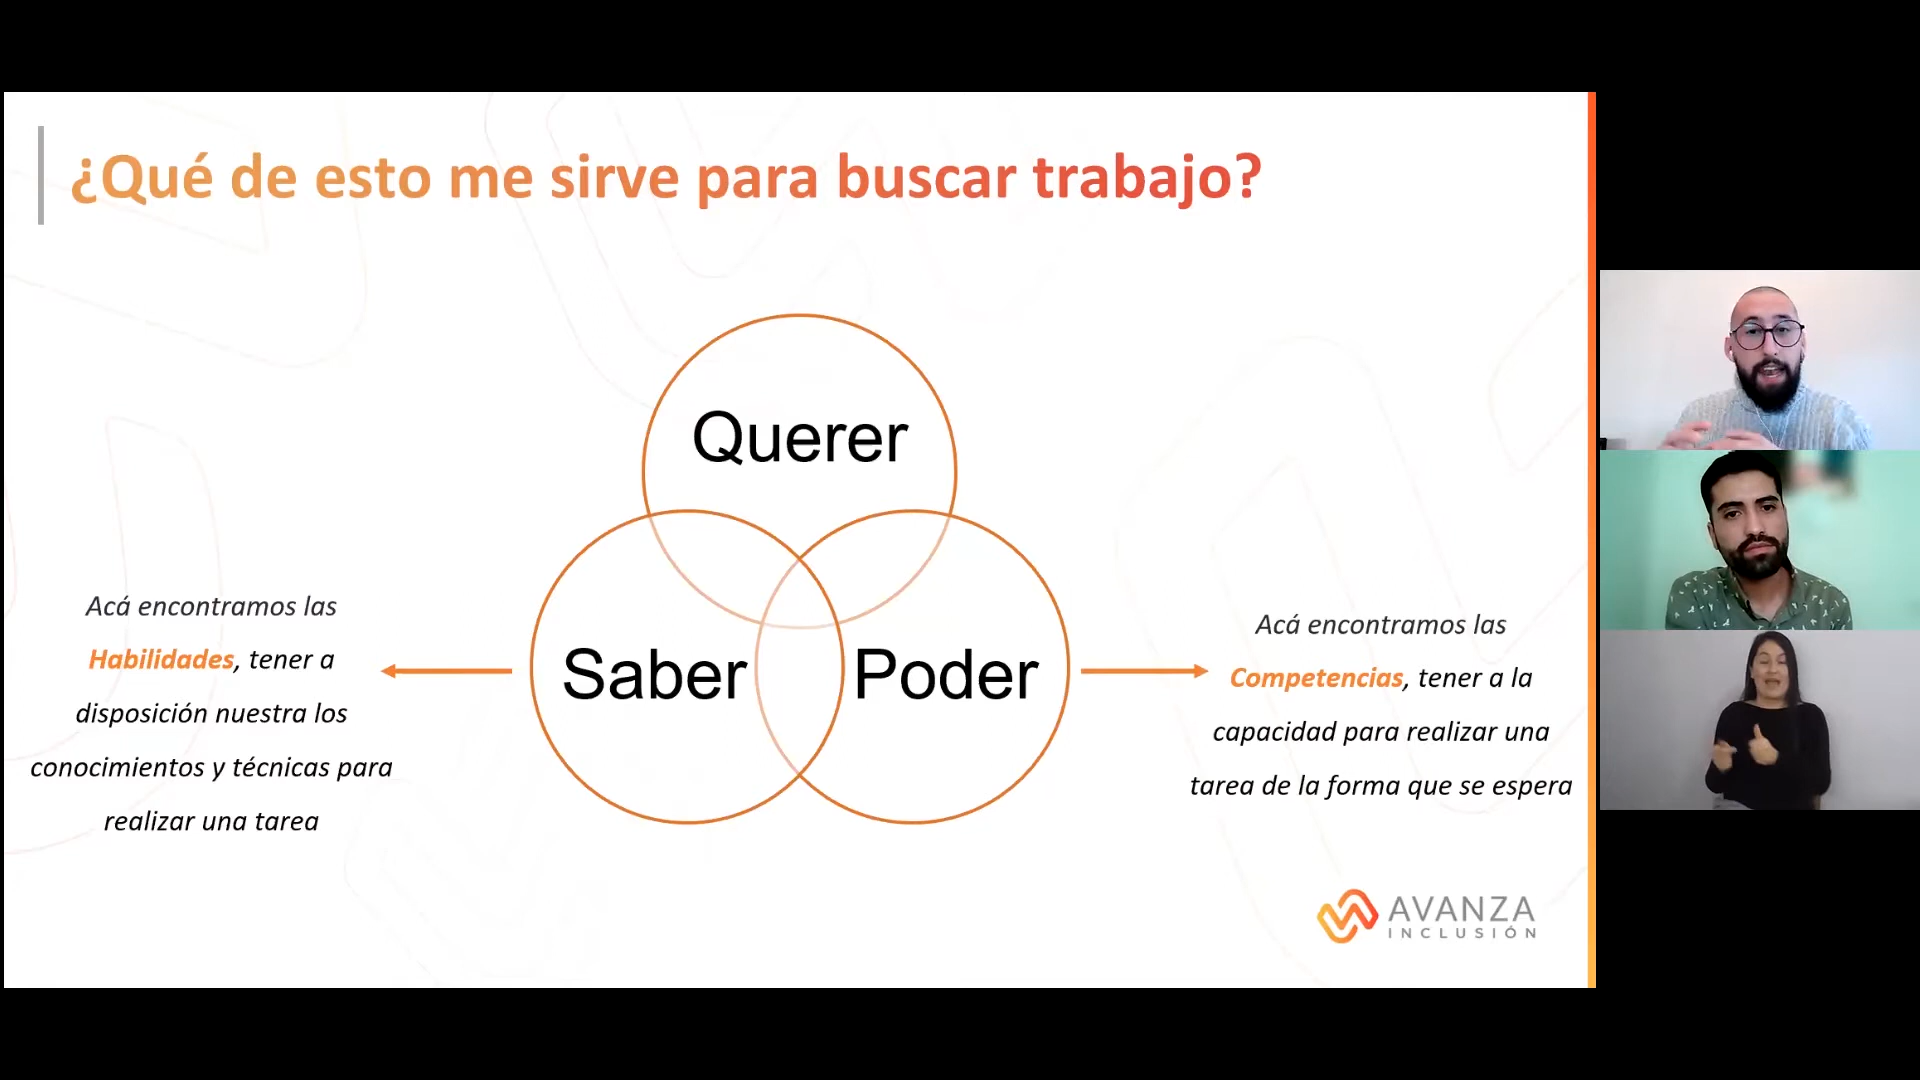 ¿Qué de esto me sirve para buscar trabajo?
Querer
Saber
Poder
Acá encontramos las
Habilidades, tener a
disposición nuestra los
conocimientos y técnicas para
realizar una tarea
Acá encontramos las
Competencias, tener a la
capacidad para realizar una
tarea de la forma que se espera
AVANZA
INCLUSIÓN